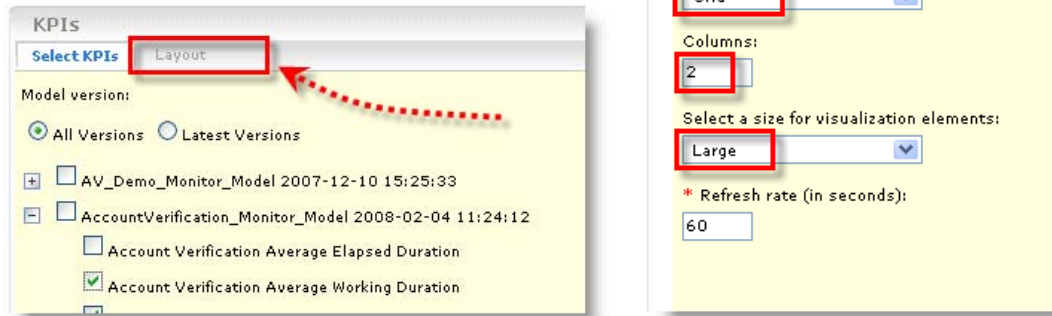 KPIs
Select KPIs Layout
Model version:
All Versions Latest Versions
AV_Demo_Monitor_Model 2007-12-10 15:25:33
AccountVerification_Monitor_Model 2008-02-04 11:24:12
Account Verification Average Elapsed Duration
Account Verification Average Working Duration
Columns:
2
Select a size for visualization elements:
Large
* Refresh rate (in seconds):
60